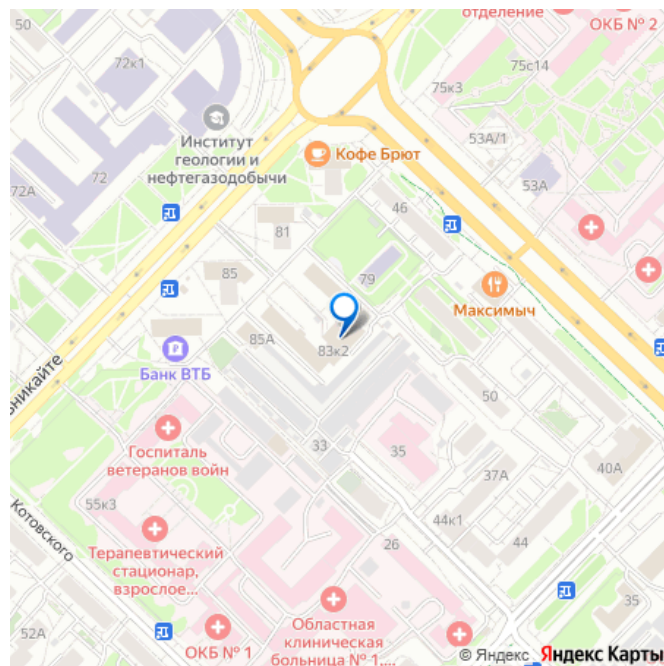 50
отделение
ОКБ № 2
72к1
75с14
75к3
Институт
геологии и
нефтегазодобычи
53А/1
Кофе Брют
72
72А
53А
46
81
85
79
Максимыч
85А
83к2
Банк ВТБ
ьникайте
50
33
35
Госпиталь
ветеранов войн
37А
40А
55к3
Котовского
44к1
44
Терапевтический
стационар,
взрослое...
26
35
Областная
клиническая
больница № 1....
52А
ОКБ № 1
© Яндекс Яндекс Карты